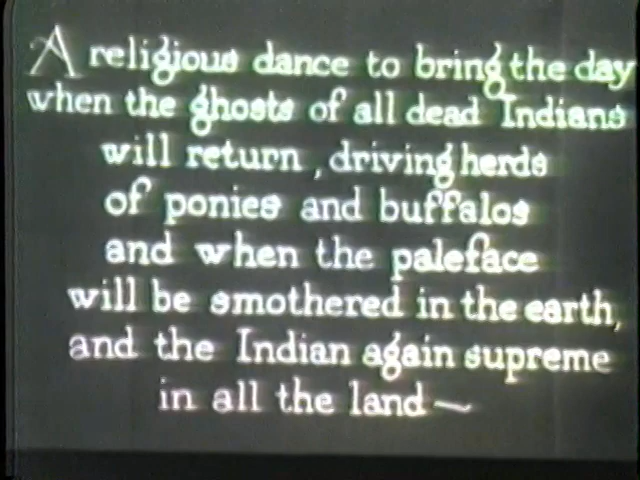 A religious dance to bring the day
when the ghosts of all dead Indians
will return, driving herds
of ponies and buffalos
and when the paleface
will be smothered in the earth,
and the Indian again supreme
in all the land ~